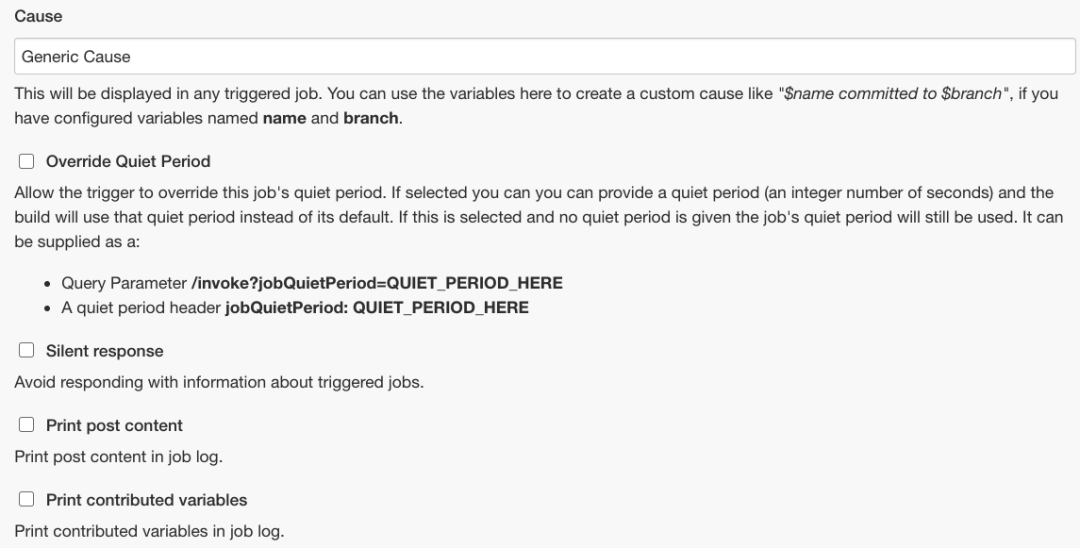 Cause
Generic Cause
This will be displayed in any triggered job. You can use the variables here to create a custom cause like "$name committed to $branch", if you
have configured variables named name and branch.
Override Quiet Period
Allow the trigger to override this job's quiet period. If selected you can you can provide a quiet period (an integer number of seconds) and the
build will use that quiet period instead of its default. If this is selected and no quiet period is given the job's quiet period will still be used. It can
be supplied as a:
• Query Parameter /invoke?jobQuietPeriod=QUIET_PERIOD_HERE
• A quiet period header jobQuietPeriod: QUIET_PERIOD_HERE
Silent response
Avoid responding with information about triggered jobs.
Print post content
Print post content in job log.
Print contributed variables
Print contributed variables in job log.